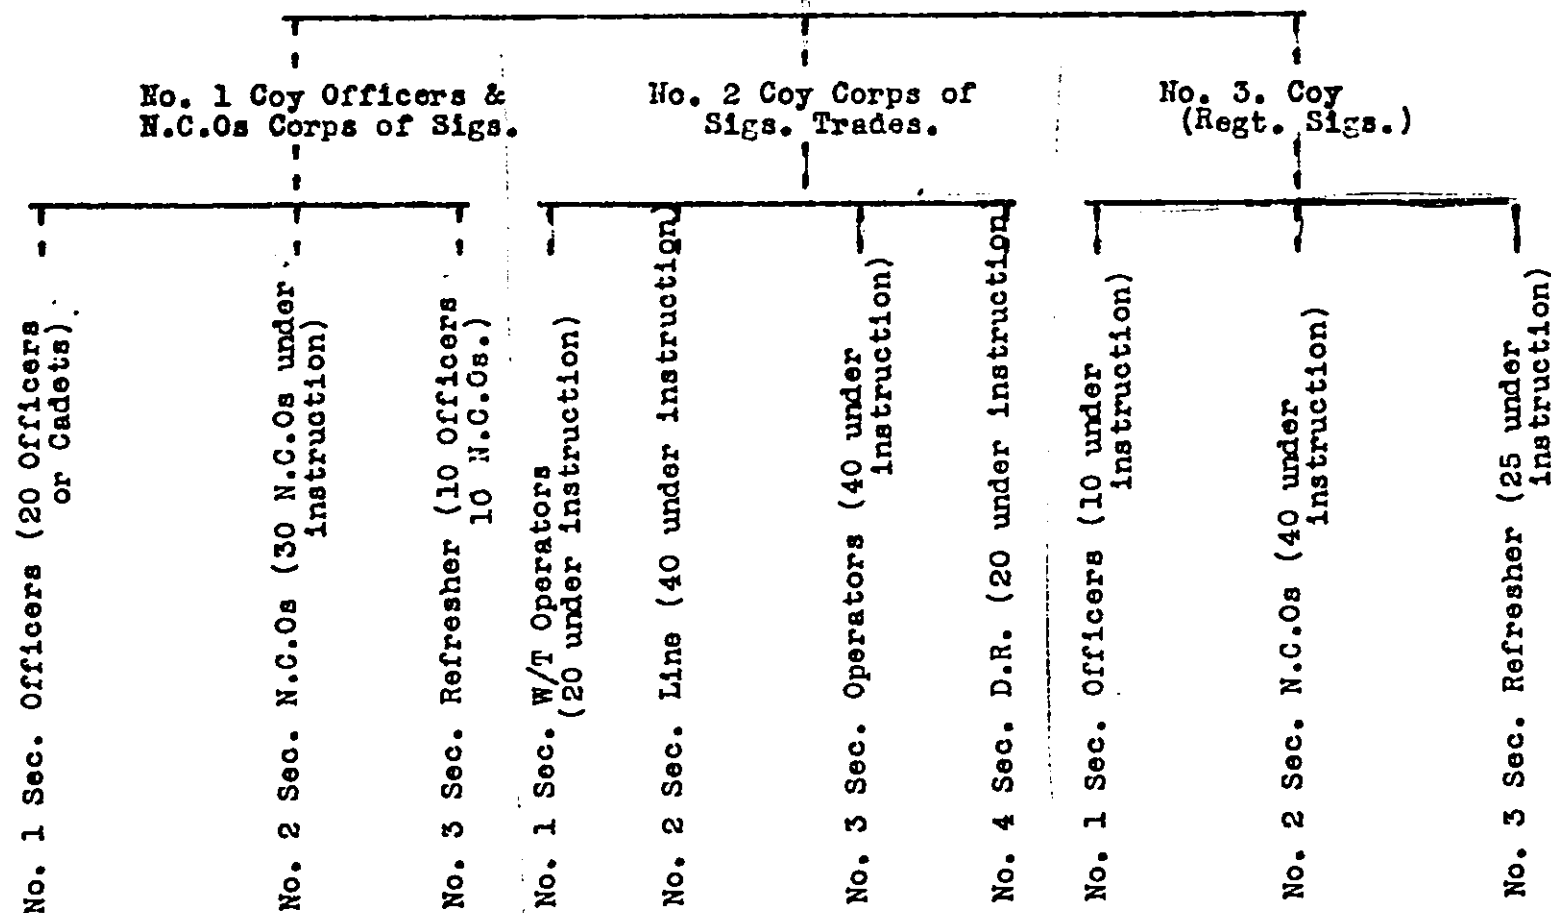 No. 1 Coy Officers &
N.C.Os Corps of Sigs.
No. 2 Coy Corps of
Sigs. Trades.
No. 3. Coy
(Regt. Sigs.)
No. 1 Sec. Officers (20 Officers
or Cadets).
No. 2 Sec. N.C.Os (30 N.C.Os under
instruction)
No. 3 Sec. Refresher (10 Officers
10 N.C.Os.)
No. 1 Sec. W/T Operators
(20 under instruction)
No. 2 Sec. Line (40 under instruction)
No. 3 Sec. Operators (40 under
instruction)
No. 4 Sec. D.R. (20 under instruction)
No. 1 Sec. Officers (10 under
instruction)
No. 2 Sec. N.C.Os (40 under
instruction)
No. 3 Sec. Refresher (25 under
instruction)